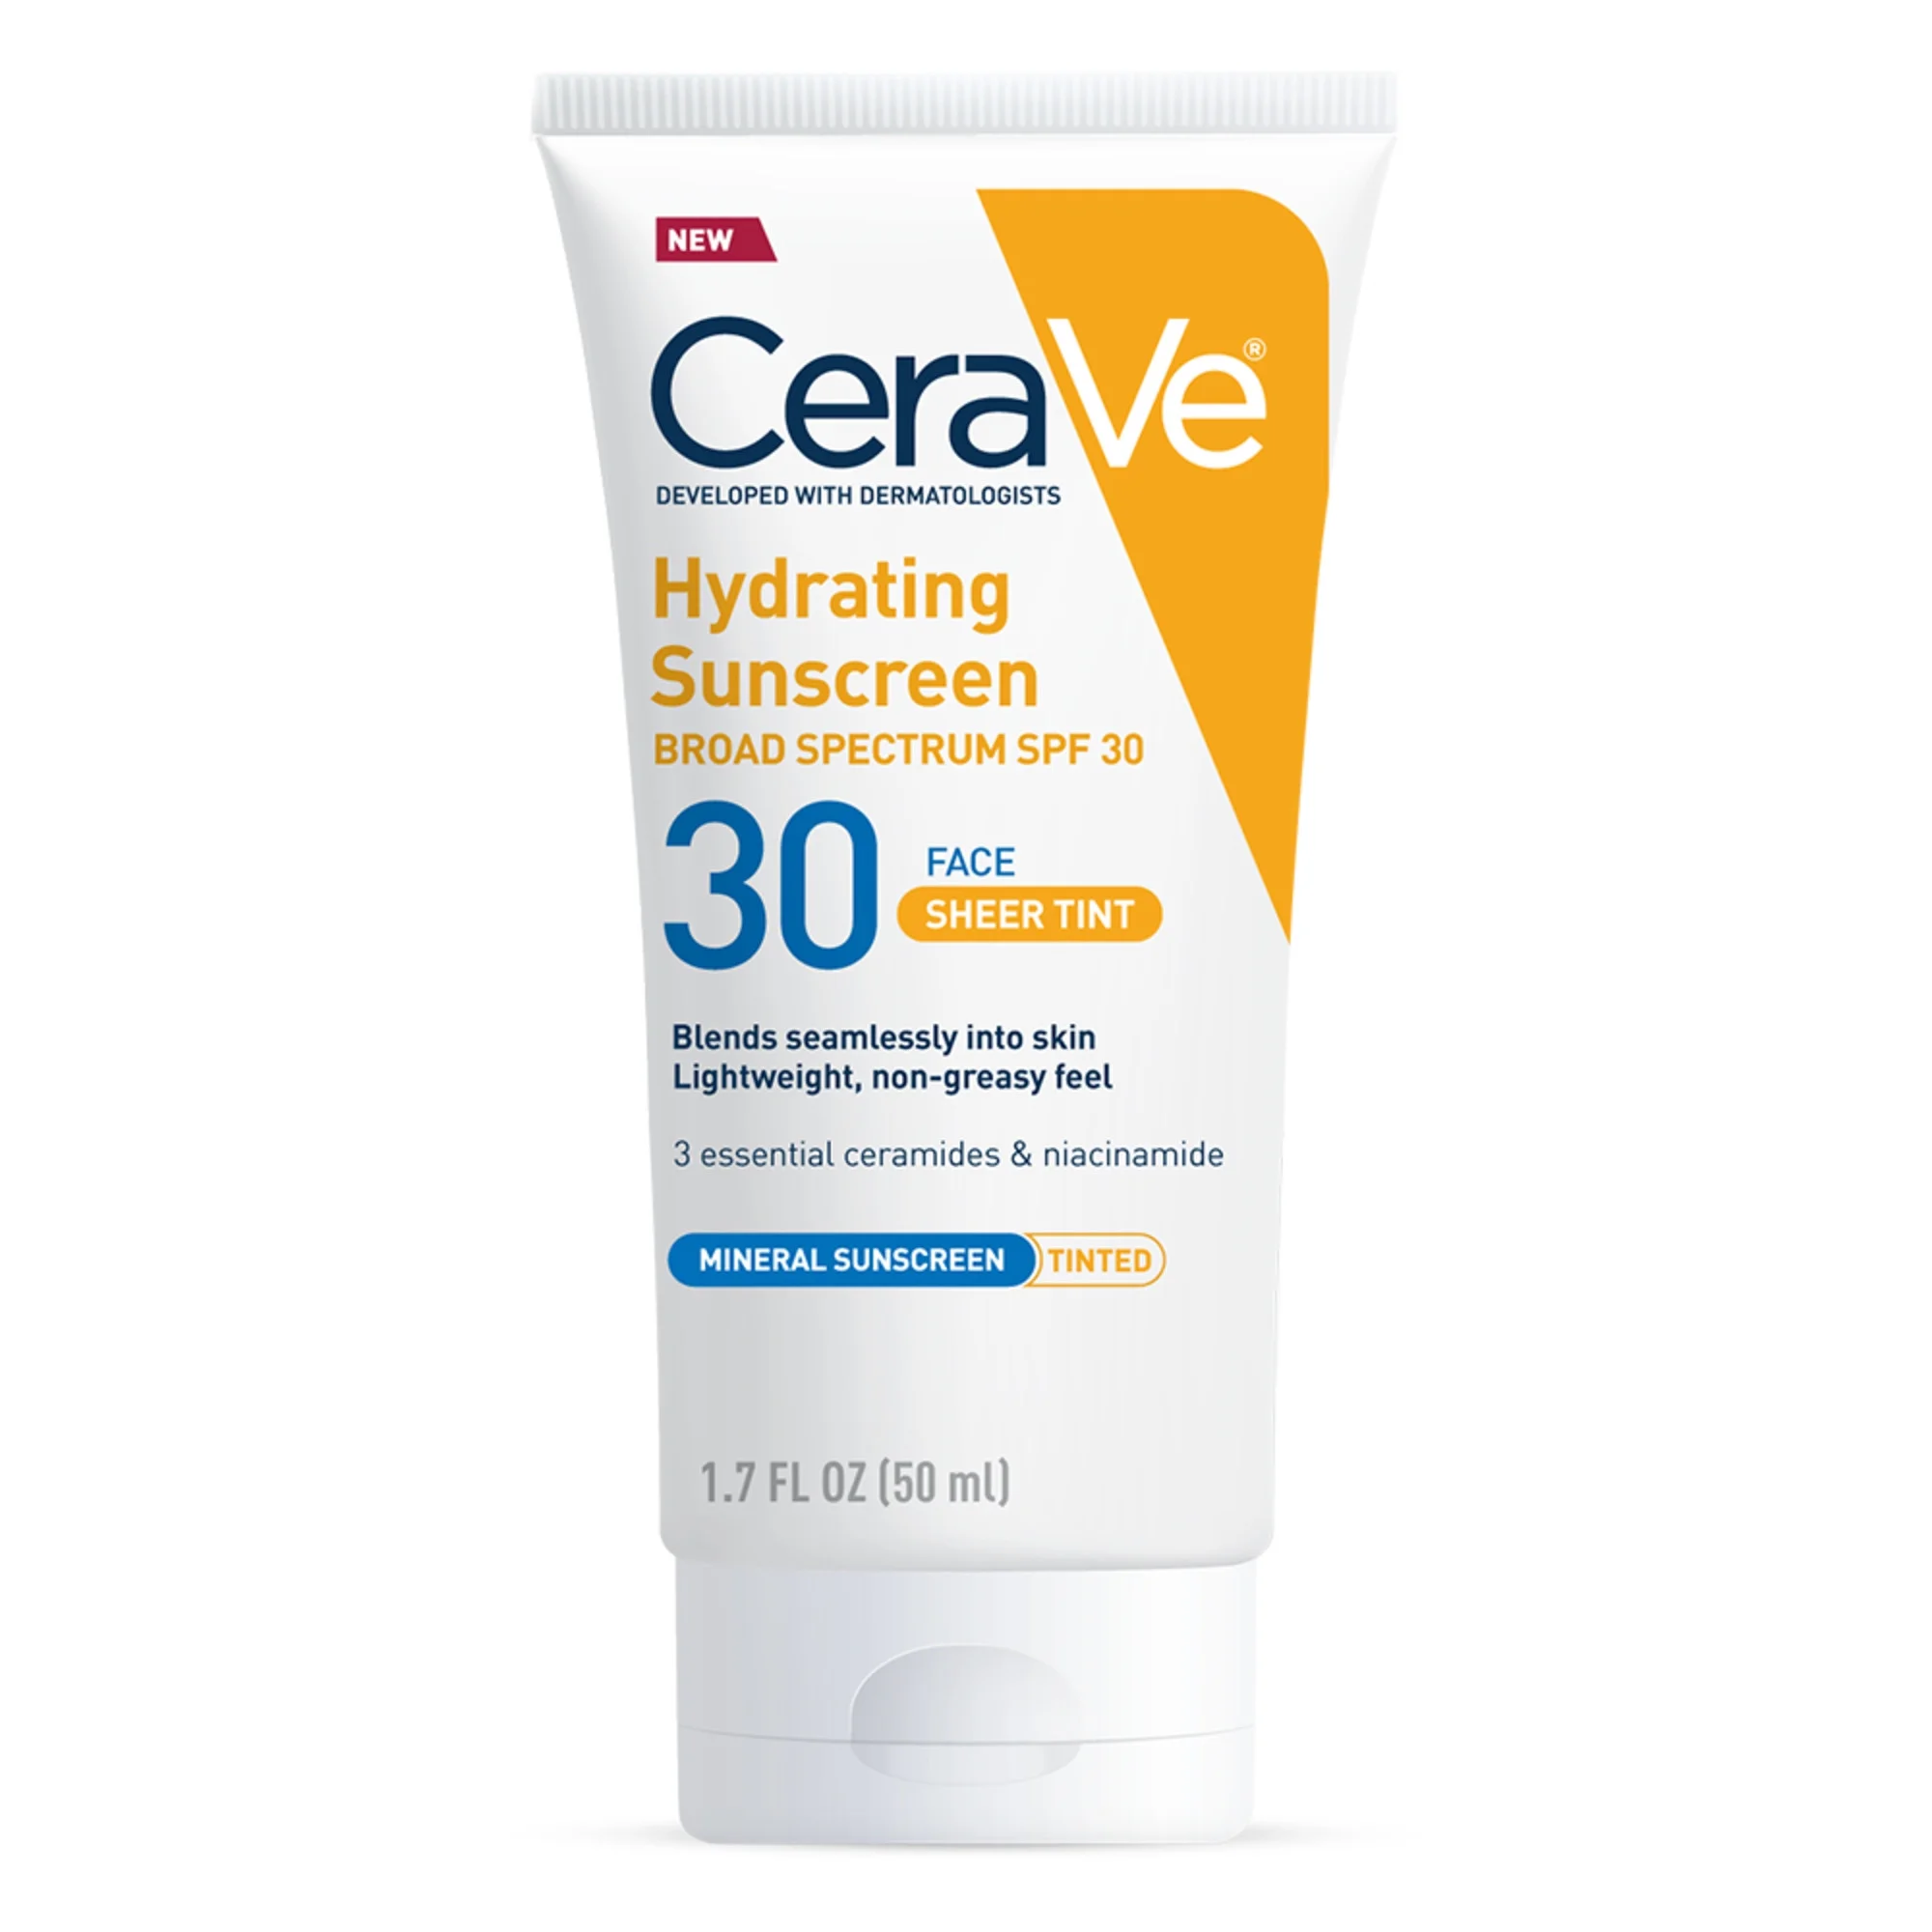 NEW
CeraVe®
DEVELOPED WITH DERMATOLOGISTS
Hydrating
Sunscreen
BROAD SPECTRUM SPF 30
30
FACE
SHEER TINT
Blends seamlessly into skin
Lightweight, non-greasy feel
3 essential ceramides & niacinamide
MINERAL SUNSCREEN TINTED
1.7 FL OZ (50 ml)